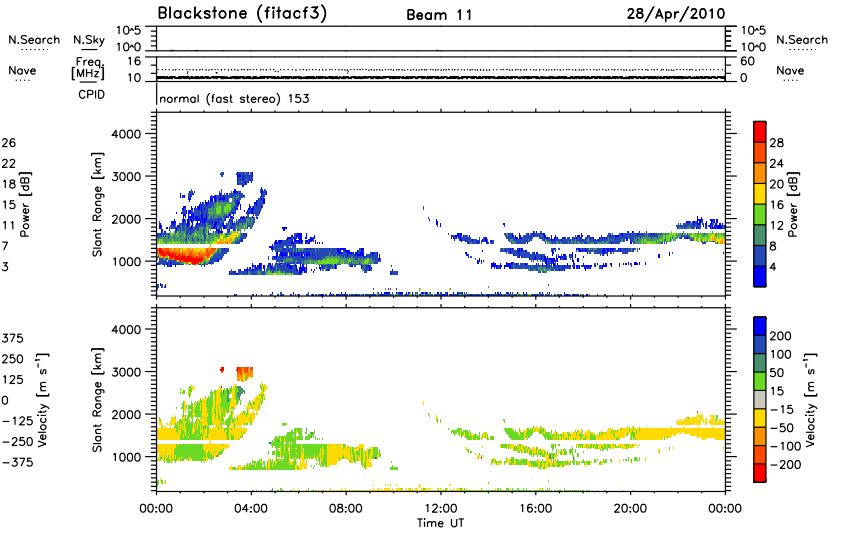 Blackstone (fitacf3) Beam 11 28/Apr/2010
N.Search N.Sky 10^5 10^0 10^5 10^0 N.Search
Nave Freq. [MHz] 16 10 60 0 Nave
CPID normal (fast stereo) 153
26 22 18 15 11 7 3
Power [dB]
4000 3000 2000 1000
Slant Range [km]
28 24 20 16 12 8 4
Power [dB]
375 250 125 0 −125 −250 −375
Velocity [m s⁻¹]
4000 3000 2000 1000
Slant Range [km]
200 100 50 15 −15 −50 −100 −200
Velocity [m s⁻¹]
00:00 04:00 08:00 12:00 16:00 20:00 00:00
Time UT